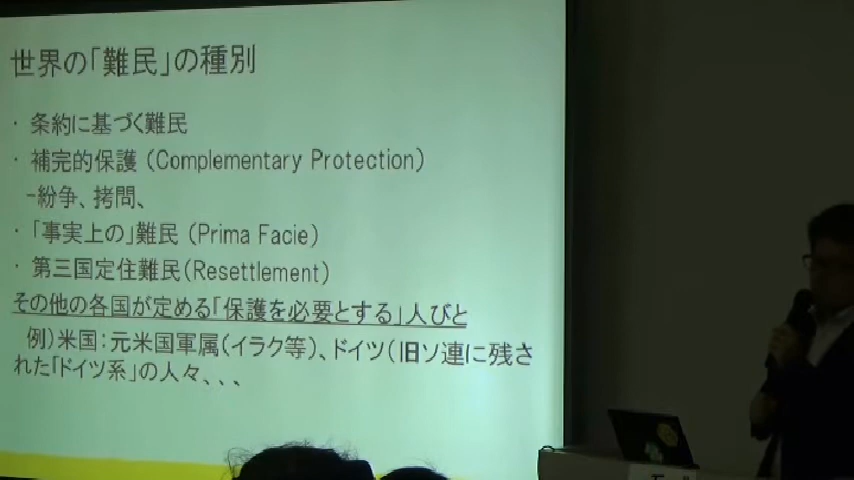 世界の「難民」の種別
・ 条約に基づく難民
・ 補完的保護 (Complementary Protection)
-紛争、拷問、
・ 「事実上の」難民 (Prima Facie)
・ 第三国定住難民(Resettlement)
その他の各国が定める「保護を必要とする」人びと
例)米国：元米国軍属(イラク等)、ドイツ(旧ソ連に残さ
れた「ドイツ系」の人々、、、